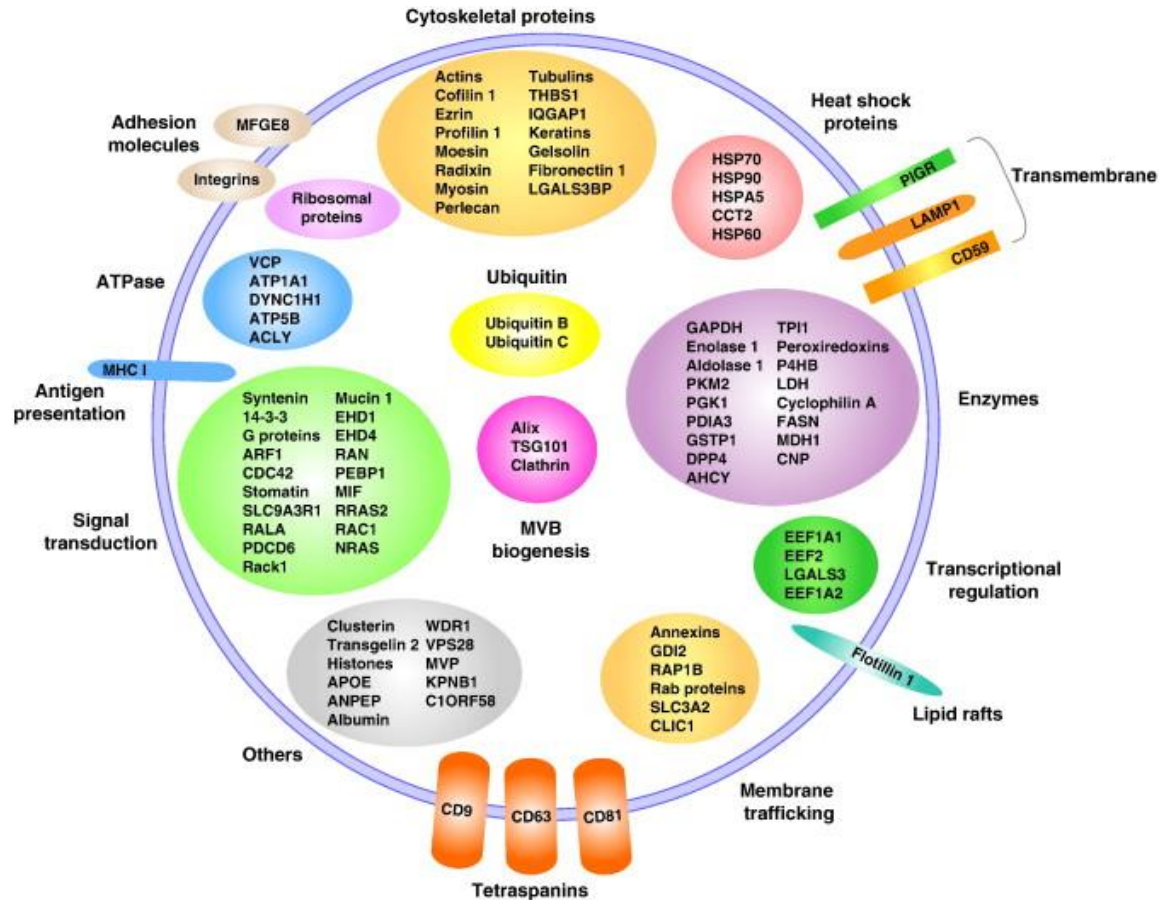 Cytoskeletal proteins
Actins
Cofilin 1
Ezrin
Profilin 1
Moesin
Radixin
Myosin
Perlecan
Tubulins
THBS1
IQGAP1
Keratins
Gelsolin
Fibronectin 1
LGALS3BP
Adhesion
molecules
MFGE8
Integrins
Ribosomal
proteins
Heat shock
proteins
HSP70
HSP90
HSPA5
CCT2
HSP60
PIGR
LAMP1
CD59
Transmembrane
ATPase
VCP
ATP1A1
DYNC1H1
ATP5B
ACLY
Ubiquitin
Ubiquitin B
Ubiquitin C
MHC I
Antigen
presentation
GAPDH
Enolase 1
Aldolase 1
PKM2
PGK1
PDIA3
GSTP1
DPP4
AHCY
TPI1
Peroxiredoxins
P4HB
LDH
Cyclophilin A
FASN
MDH1
CNP
Enzymes
Syntenin
14-3-3
G proteins
ARF1
CDC42
Stomatin
SLC9A3R1
RALA
PDCD6
Rack1
Mucin 1
EHD1
EHD4
RAN
PEBP1
MIF
RRAS2
RAC1
NRAS
Signal
transduction
Alix
TSG101
Clathrin
MVB
biogenesis
EEF1A1
EEF2
LGALS3
EEF1A2
Transcriptional
regulation
Clusterin
Transgelin 2
Histones
APOE
ANPEP
Albumin
WDR1
VPS28
MVP
KPNB1
C1ORF58
Others
Annexins
GDI2
RAP1B
Rab proteins
SLC3A2
CLIC1
Membrane
trafficking
Flotillin 1
Lipid rafts
CD9
CD63
CD81
Tetraspanins